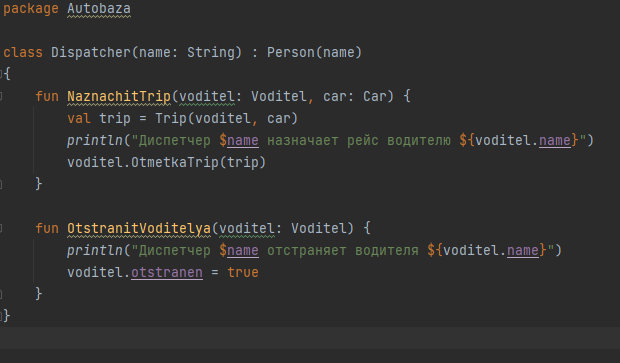 package Autobaza
class Dispatcher(name: String) : Person(name)
{
fun NaznachitTrip(voditel: Voditel, car: Car) {
val trip = Trip(voditel, car)
println("Диспетчер $name назначает рейс водителю ${voditel.name}")
voditel.OtmetkaTrip(trip)
}
fun OtstranitVoditelya(voditel: Voditel) {
println("Диспетчер $name отстраняет водителя ${voditel.name}")
voditel.otstranen = true
}
}